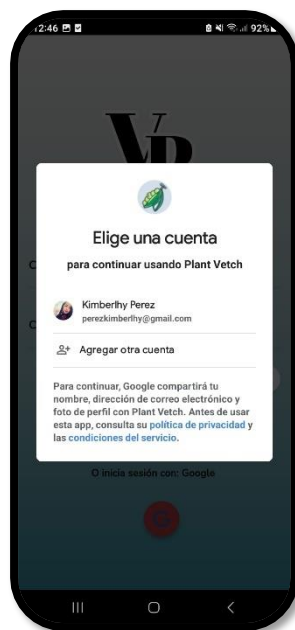 2:46
92%
VP
Elige una cuenta
para continuar usando Plant Vetch
Kimberlhy Perez
perezkimberlhy@gmail.com
Agregar otra cuenta
Para continuar, Google compartirá tu
nombre, dirección de correo electrónico y
foto de perfil con Plant Vetch. Antes de usar
esta app, consulta su política de privacidad y
las condiciones del servicio.
O inicia sesión con: Google
G